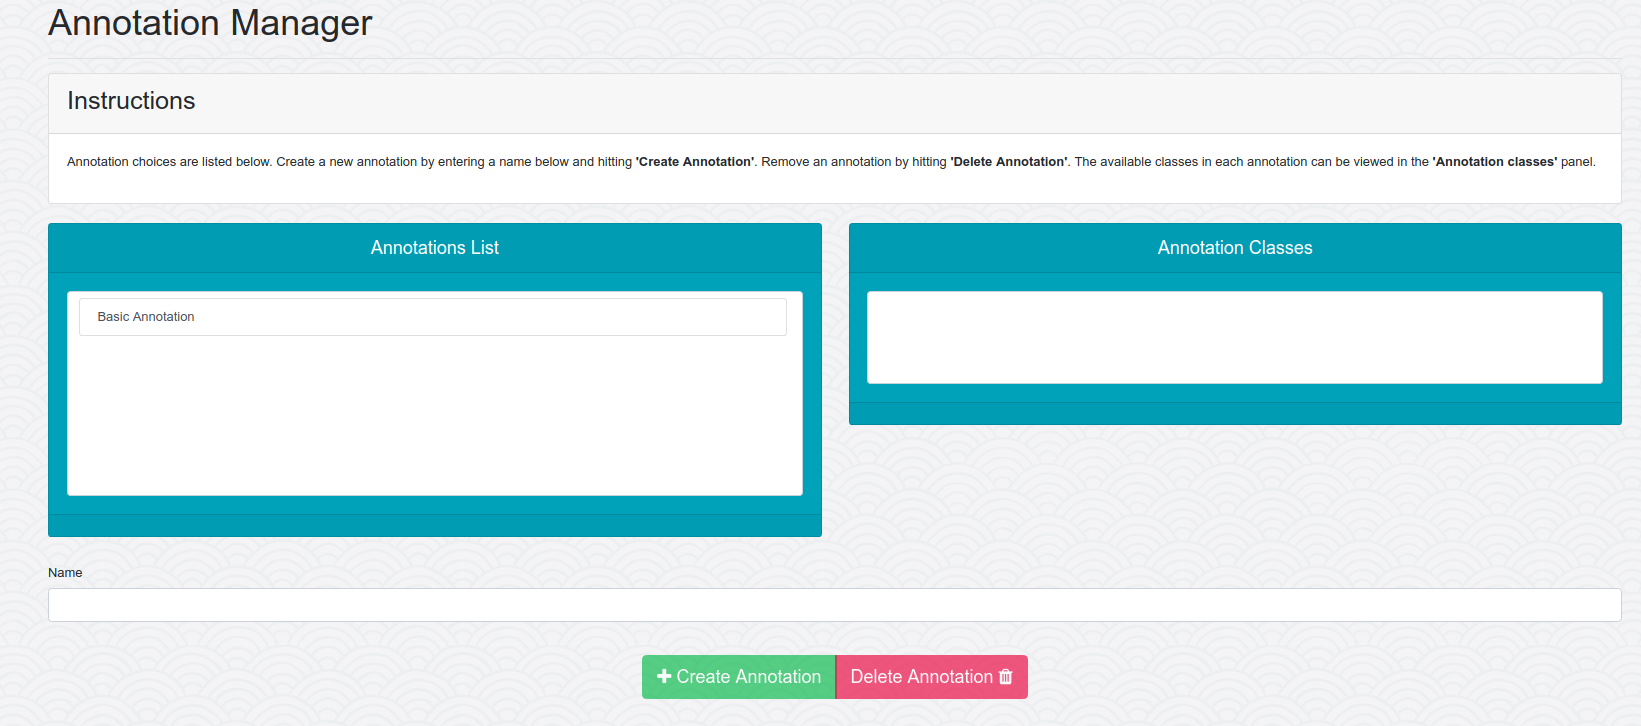 Annotation Manager
Instructions
Annotation choices are listed below. Create a new annotation by entering a name below and hitting 'Create Annotation'. Remove an annotation by hitting 'Delete Annotation'. The available classes in each annotation can be viewed in the 'Annotation classes' panel.
Annotations List
Basic Annotation
Annotation Classes
Name
Create Annotation
Delete Annotation